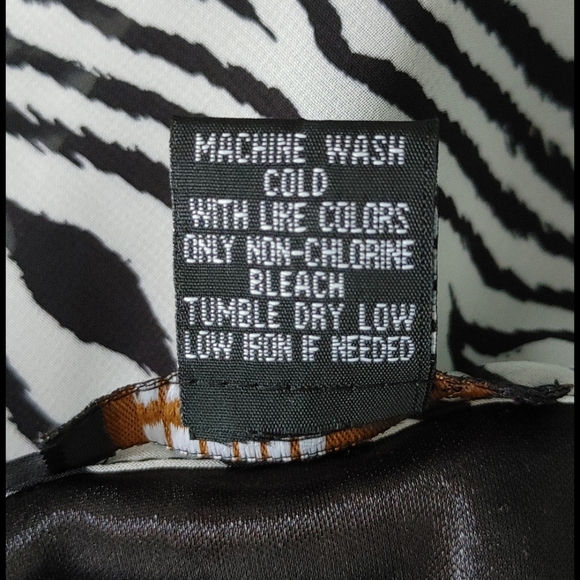 MACHINE WASH
COLD
WITH LIKE COLORS
ONLY NON-CHLORINE
BLEACH
TUMBLE DRY LOW
LOW IRON IF NEEDED